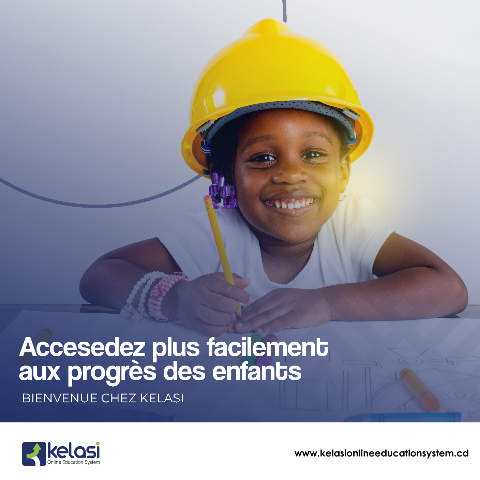 Accesedez plus facilement
aux progrès des enfants
BIENVENUE CHEZ KELASI
kelasi
Online Education System
www.kelasionlineeducationsystem.cd